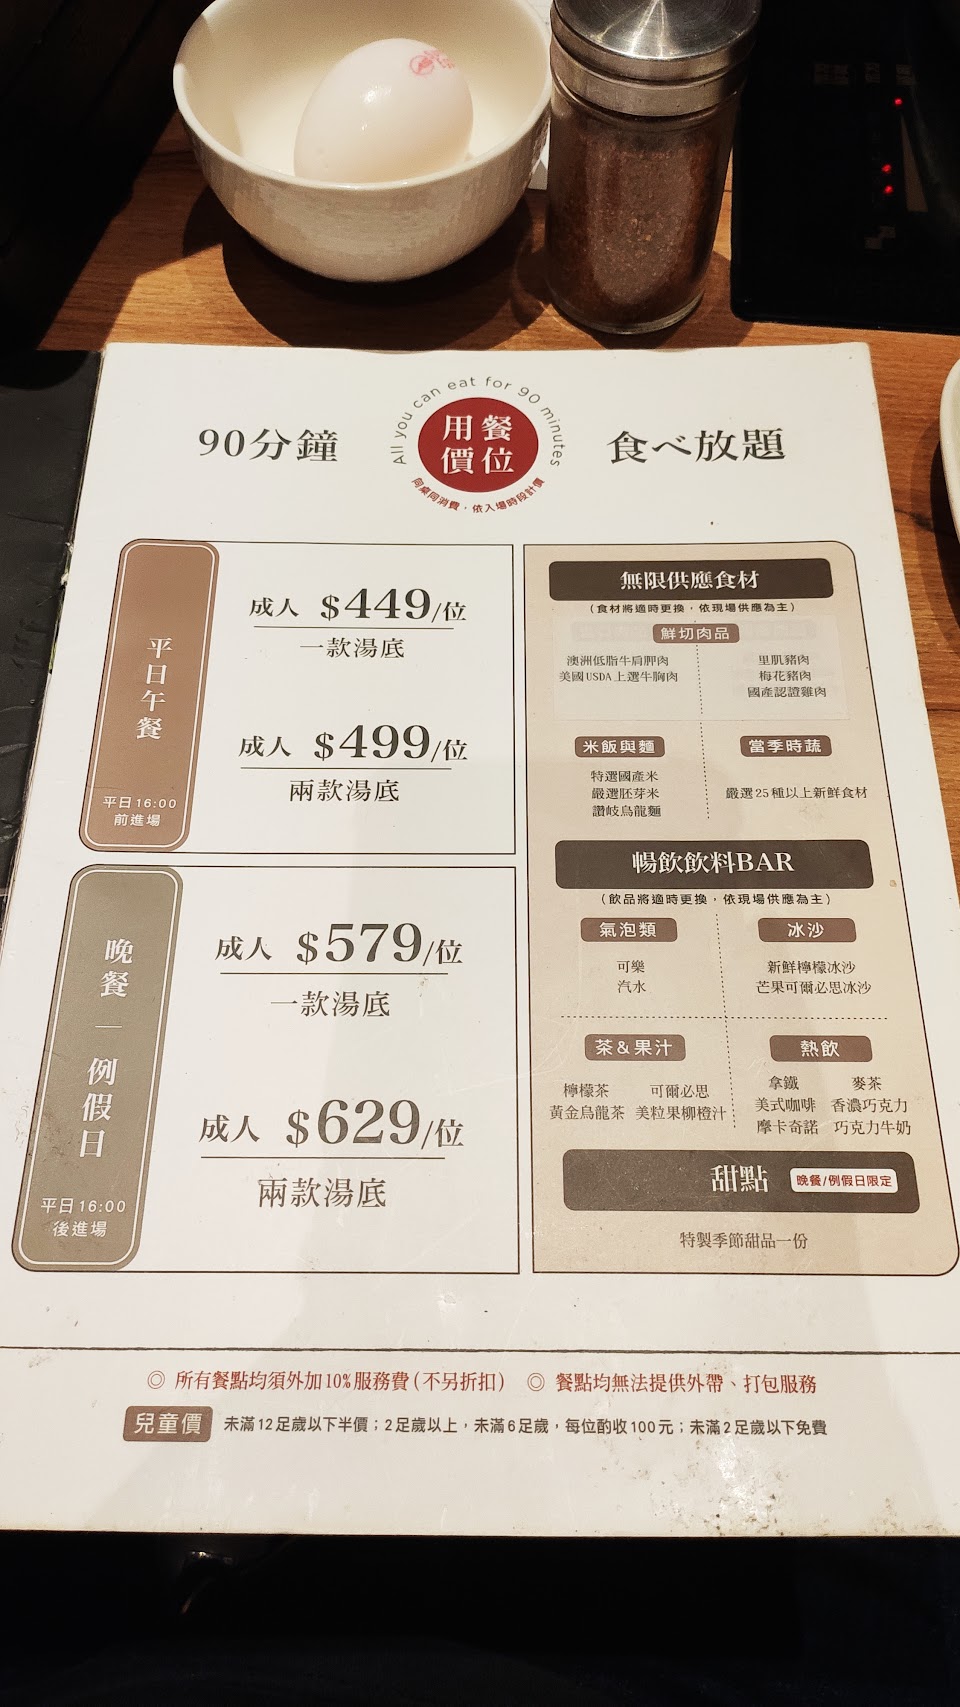 90分鐘
All you can eat for 90 minutes
用餐
價位
同桌同消費，依入場時段計價
食べ放題
平日午餐
平日16:00
前進場
成人 $449/位
一款湯底
成人 $499/位
兩款湯底
晚餐｜例假日
平日16:00
後進場
成人 $579/位
一款湯底
成人 $629/位
兩款湯底
無限供應食材
(食材將適時更換，依現場供應為主)
鮮切肉品
澳洲低脂牛肩胛肉
美國USDA上選牛胸肉
里肌豬肉
梅花豬肉
國產認證雞肉
米飯與麵
特選國產米
嚴選胚芽米
讚岐烏龍麵
當季時蔬
嚴選25種以上新鮮食材
暢飲飲料BAR
(飲品將適時更換，依現場供應為主)
氣泡類
可樂
汽水
冰沙
新鮮檸檬冰沙
芒果可爾必思冰沙
茶&果汁
檸檬茶 可爾必思
黃金烏龍茶 美粒果柳橙汁
熱飲
拿鐵 麥茶
美式咖啡 香濃巧克力
摩卡奇諾 巧克力牛奶
甜點 晚餐/例假日限定
特製季節甜品一份
◎ 所有餐點均須外加10%服務費(不另折扣) ◎ 餐點均無法提供外帶、打包服務
兒童價 未滿12足歲以下半價；2足歲以上，未滿6足歲，每位酌收100元；未滿2足歲以下免費